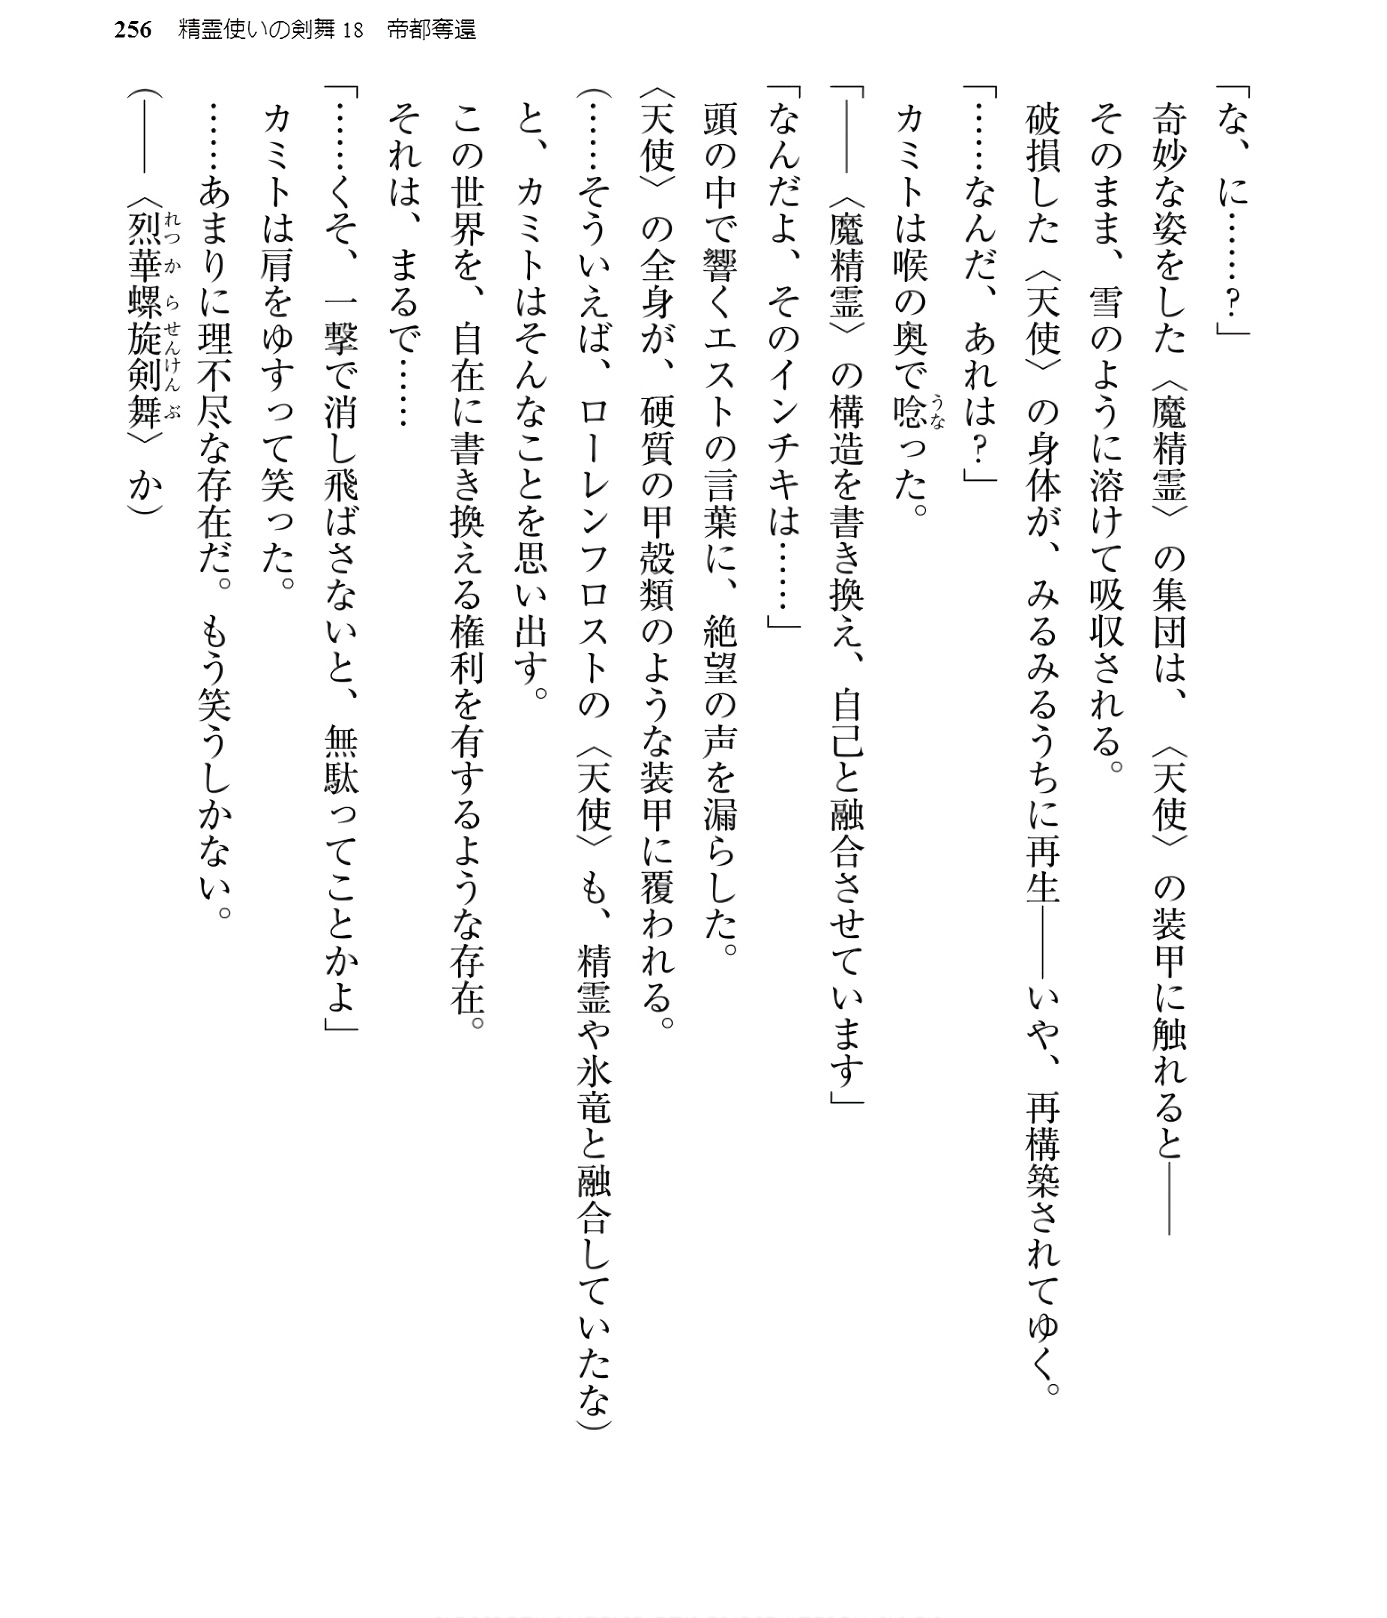 256 精霊使いの剣舞18 帝都奪還
「な、に……?」
奇妙な姿をした〈魔精霊〉の集団は、〈天使〉の装甲に触れると――
そのまま、雪のように溶けて吸収される。
破損した〈天使〉の身体が、みるみるうちに再生――いや、再構築されてゆく。
「……なんだ、あれは?」
カミトは喉の奥で唸った。
「――〈魔精霊〉の構造を書き換え、自己と融合させています」
「なんだよ、そのインチキは……」
頭の中で響くエストの言葉に、絶望の声を漏らした。
〈天使〉の全身が、硬質の甲殻類のような装甲に覆われる。
(……そういえば、ローレンフロストの〈天使〉も、精霊や氷竜と融合していたな)
と、カミトはそんなことを思い出す。
この世界を、自在に書き換える権利を有するような存在。
それは、まるで……
「……くそ、一撃で消し飛ばさないと、無駄ってことかよ」
カミトは肩をゆすって笑った。
……あまりに理不尽な存在だ。もう笑うしかない。
(――〈烈華螺旋剣舞〉か)